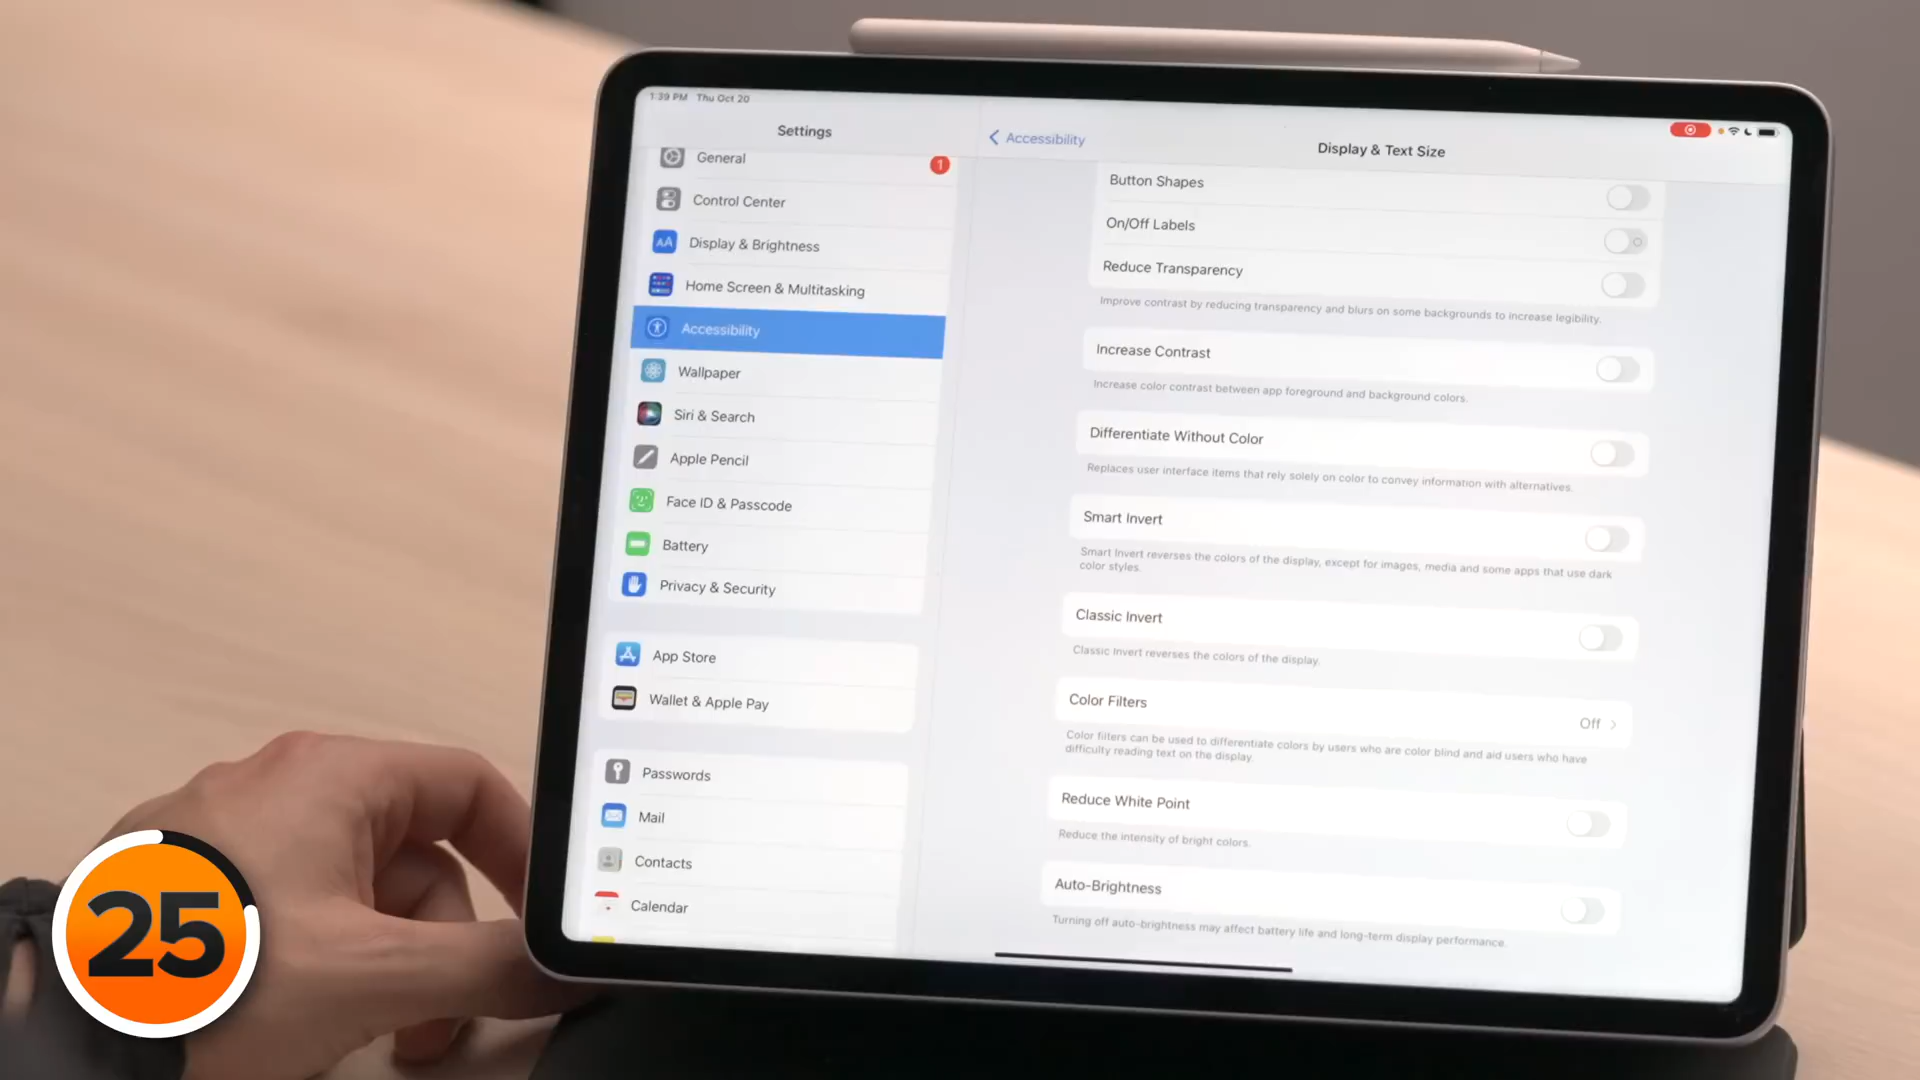 1:39 PM Thu Oct 20
Settings
General
1
Control Center
AA
Display & Brightness
Home Screen & Multitasking
Accessibility
Wallpaper
Siri & Search
Apple Pencil
Face ID & Passcode
Battery
Privacy & Security
App Store
Wallet & Apple Pay
Passwords
Mail
Contacts
Calendar
Accessibility
Display & Text Size
Button Shapes
On/Off Labels
Reduce Transparency
Improve contrast by reducing transparency and blurs on some backgrounds to increase legibility.
Increase Contrast
Increase color contrast between app foreground and background colors.
Differentiate Without Color
Replaces user interface items that rely solely on color to convey information with alternatives.
Smart Invert
Smart Invert reverses the colors of the display, except for images, media and some apps that use dark
color styles.
Classic Invert
Classic Invert reverses the colors of the display.
Color Filters
Off
Color filters can be used to differentiate colors by users who are color blind and aid users who have
difficulty reading text on the display.
Reduce White Point
Reduce the intensity of bright colors.
Auto-Brightness
Turning off auto-brightness may affect battery life and long-term display performance.
25